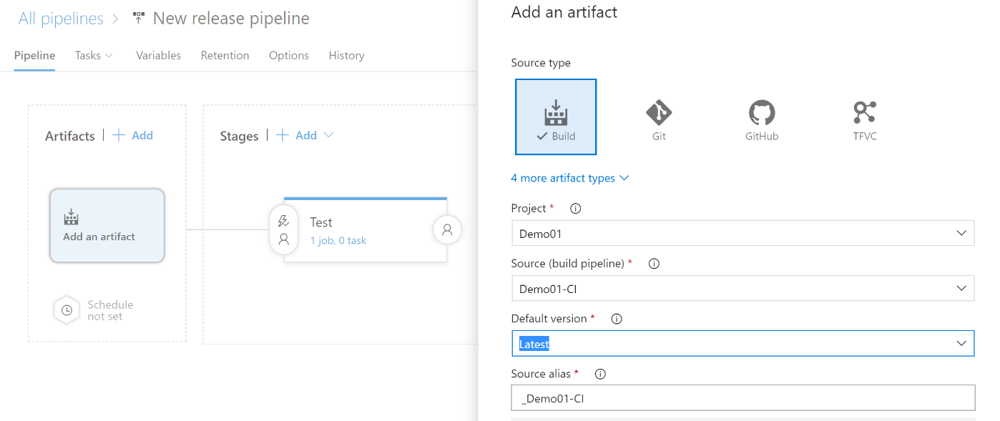 All pipelines > New release pipeline
Pipeline Tasks Variables Retention Options History
Artifacts | + Add
Stages | + Add
Add an artifact
Schedule
not set
Test
1 job, 0 task
Add an artifact
Source type
Build Git GitHub TFVC
4 more artifact types
Project *
Demo01
Source (build pipeline) *
Demo01-CI
Default version *
Latest
Source alias *
_Demo01-CI